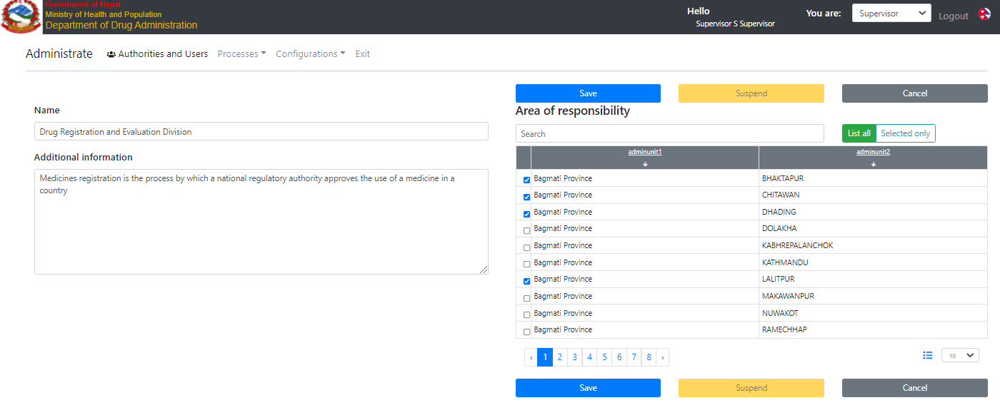 Government of Nepal
Ministry of Health and Population
Department of Drug Administration
Hello
Supervisor S Supervisor
You are:
Supervisor
Logout
Administrate
Authorities and Users
Processes
Configurations
Exit
Save
Suspend
Cancel
Name
Drug Registration and Evaluation Division
Additional information
Medicines registration is the process by which a national regulatory authority approves the use of a medicine in a
country
Area of responsibility
Search
List all
Selected only
adminunit1 adminunit2
Bagmati Province BHAKTAPUR
Bagmati Province CHITAWAN
Bagmati Province DHADING
Bagmati Province DOLAKHA
Bagmati Province KABHREPALANCHOK
Bagmati Province KATHMANDU
Bagmati Province LALITPUR
Bagmati Province MAKAWANPUR
Bagmati Province NUWAKOT
Bagmati Province RAMECHHAP
‹ 1 2 3 4 5 6 7 8 ›
10
Save
Suspend
Cancel